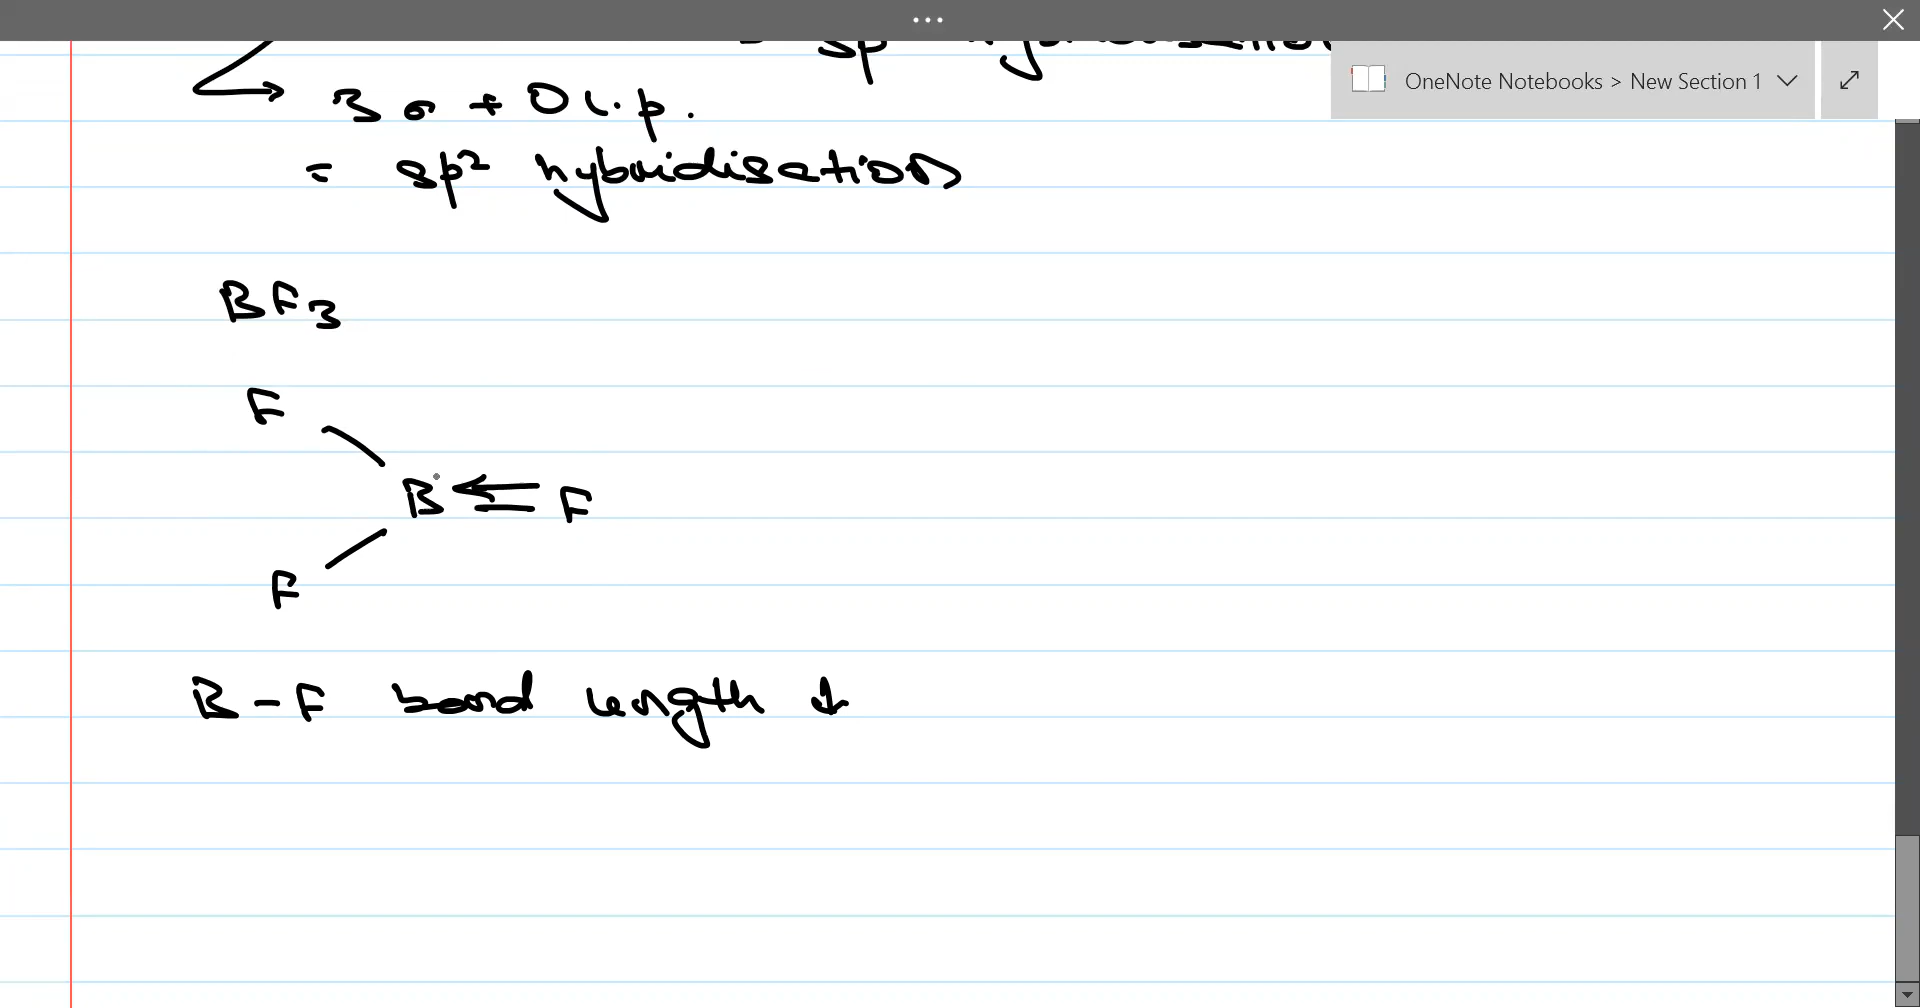 ...
OneNote Notebooks > New Section 1
3 σ + 0 l.p.
= sp² hybridisation
BF₃
F
B F
F
B-F bond length ↓